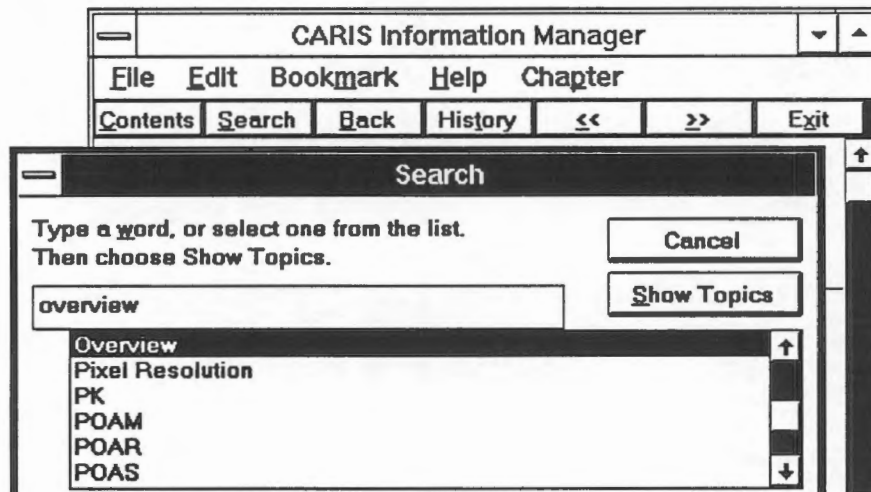 CARIS Information Manager
File Edit Bookmark Help Chapter
Contents Search Back History << >> Exit
Search
Type a word, or select one from the list.
Then choose Show Topics.
Cancel
Show Topics
overview
Overview
Pixel Resolution
PK
POAM
POAR
POAS